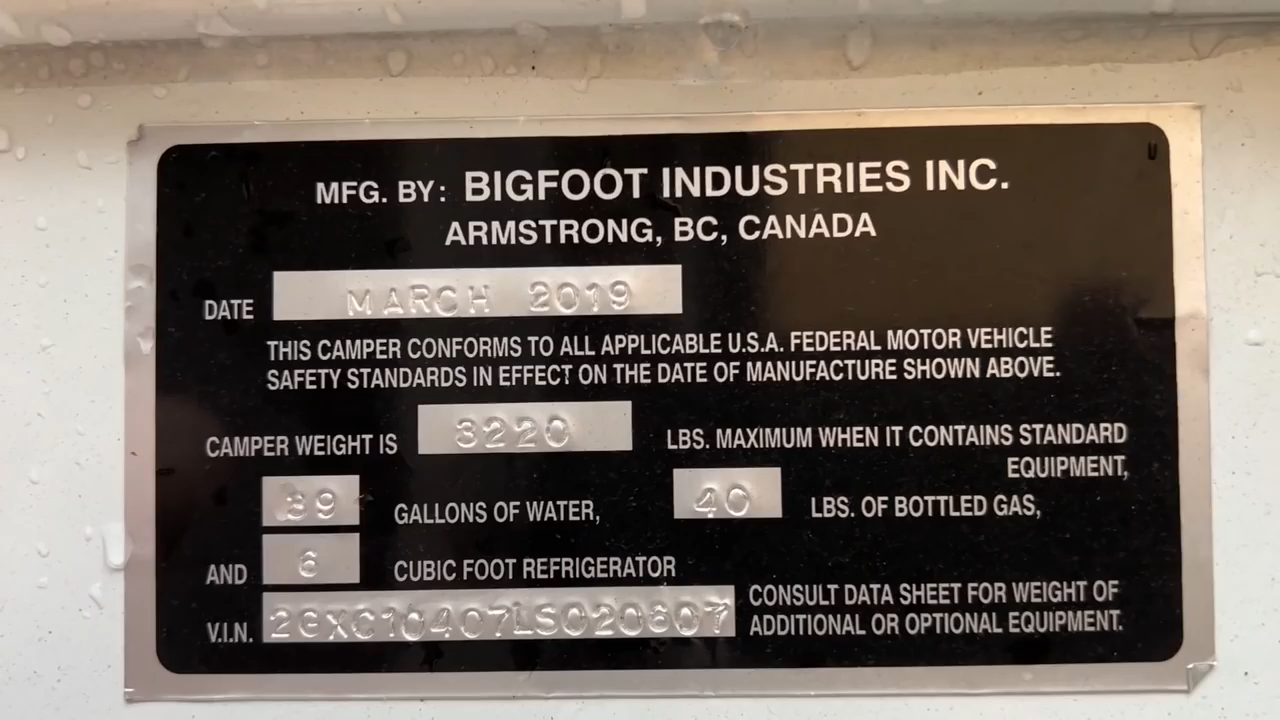 MFG. BY: BIGFOOT INDUSTRIES INC.
ARMSTRONG, BC, CANADA
DATE MARCH 2019
THIS CAMPER CONFORMS TO ALL APPLICABLE U.S.A. FEDERAL MOTOR VEHICLE
SAFETY STANDARDS IN EFFECT ON THE DATE OF MANUFACTURE SHOWN ABOVE.
CAMPER WEIGHT IS 3220 LBS. MAXIMUM WHEN IT CONTAINS STANDARD
EQUIPMENT,
39 GALLONS OF WATER, 40 LBS. OF BOTTLED GAS,
AND 6 CUBIC FOOT REFRIGERATOR
V.I.N. 2GXC10407LS020607 CONSULT DATA SHEET FOR WEIGHT OF
ADDITIONAL OR OPTIONAL EQUIPMENT.